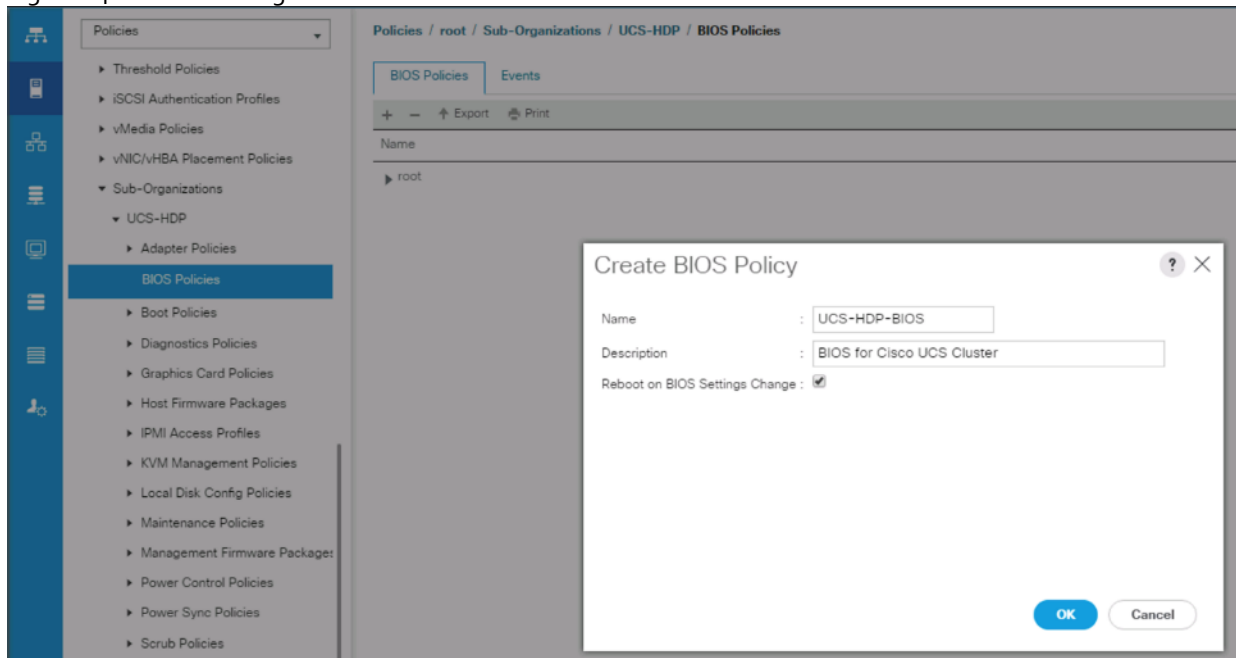 Policies
Threshold Policies
iSCSI Authentication Profiles
vMedia Policies
vNIC/vHBA Placement Policies
Sub-Organizations
UCS-HDP
Adapter Policies
BIOS Policies
Boot Policies
Diagnostics Policies
Graphics Card Policies
Host Firmware Packages
IPMI Access Profiles
KVM Management Policies
Local Disk Config Policies
Maintenance Policies
Management Firmware Packages
Power Control Policies
Power Sync Policies
Scrub Policies
Policies / root / Sub-Organizations / UCS-HDP / BIOS Policies
BIOS Policies Events
+ − Export Print
Name
root
Create BIOS Policy ? ×
Name : UCS-HDP-BIOS
Description : BIOS for Cisco UCS Cluster
Reboot on BIOS Settings Change :
OK Cancel